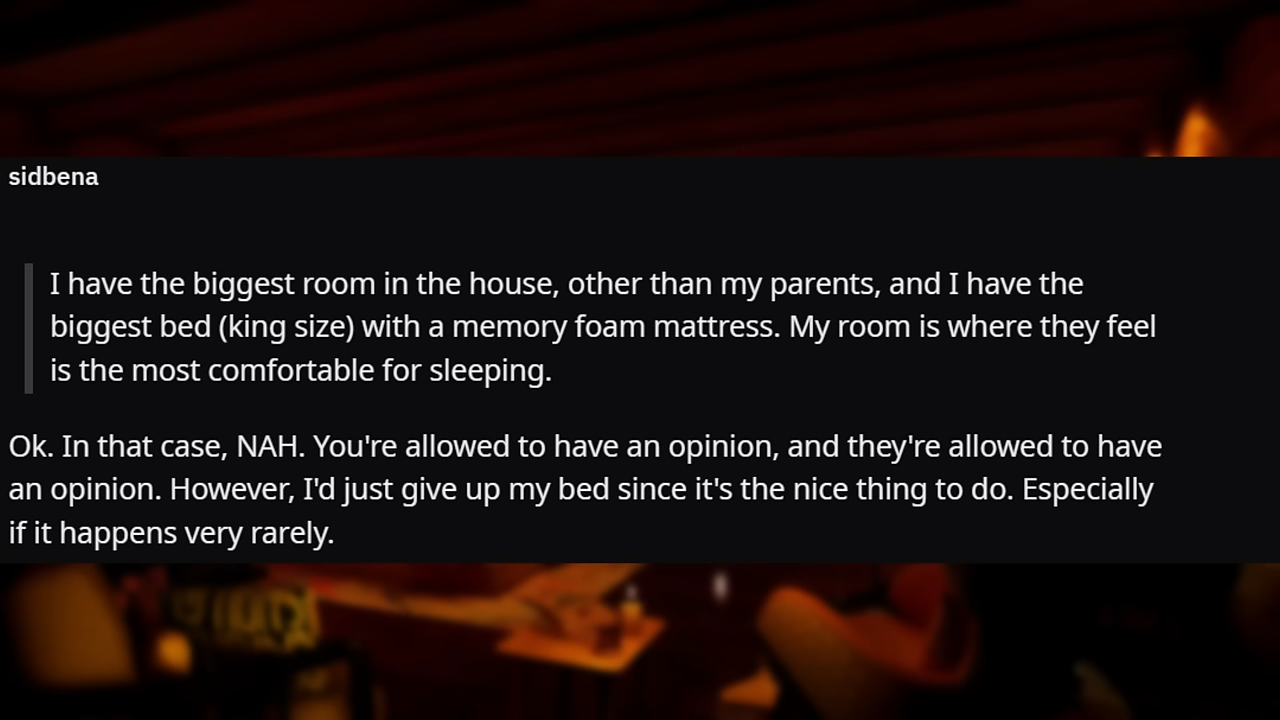 sidbena
I have the biggest room in the house, other than my parents, and I have the
biggest bed (king size) with a memory foam mattress. My room is where they feel
is the most comfortable for sleeping.
Ok. In that case, NAH. You're allowed to have an opinion, and they're allowed to have
an opinion. However, I'd just give up my bed since it's the nice thing to do. Especially
if it happens very rarely.